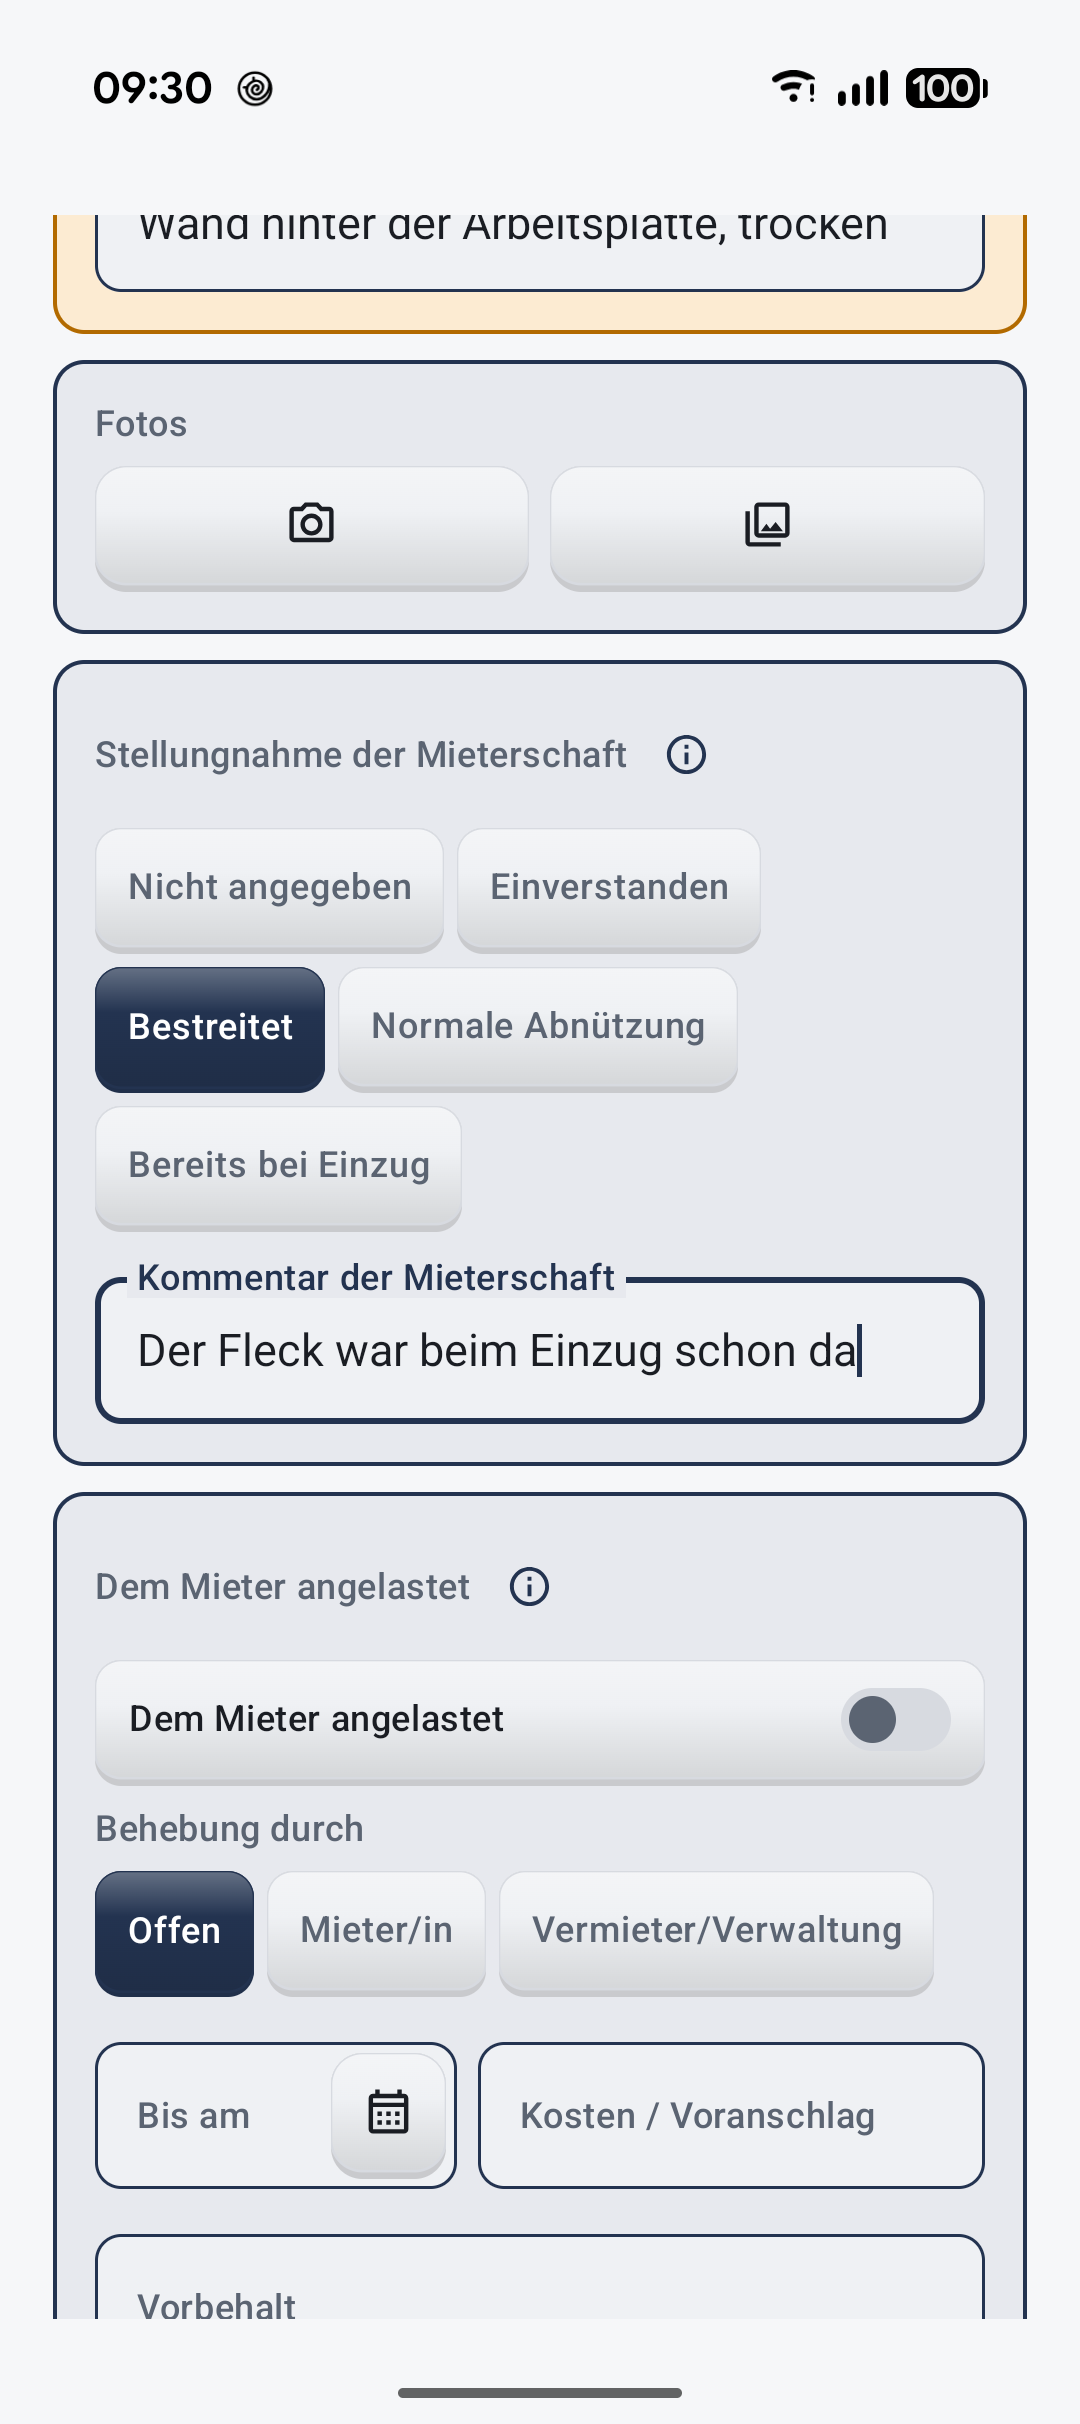 09:30
100
Wand hinter der Arbeitsplatte, trocken
Fotos
Stellungnahme der Mieterschaft
Nicht angegeben
Einverstanden
Bestreitet
Normale Abnützung
Bereits bei Einzug
Kommentar der Mieterschaft
Der Fleck war beim Einzug schon da
Dem Mieter angelastet
Dem Mieter angelastet
Behebung durch
Offen
Mieter/in
Vermieter/Verwaltung
Bis am
Kosten / Voranschlag
Vorbehalt